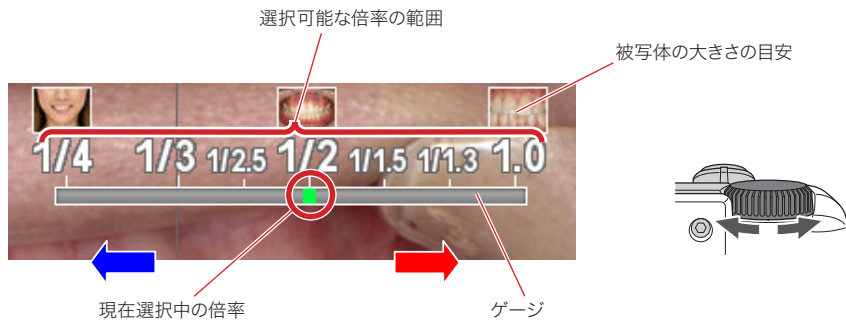 選択可能な倍率の範囲
被写体の大きさの目安
1/4 1/3 1/2.5 1/2 1/1.5 1/1.3 1.0
現在選択中の倍率
ゲージ